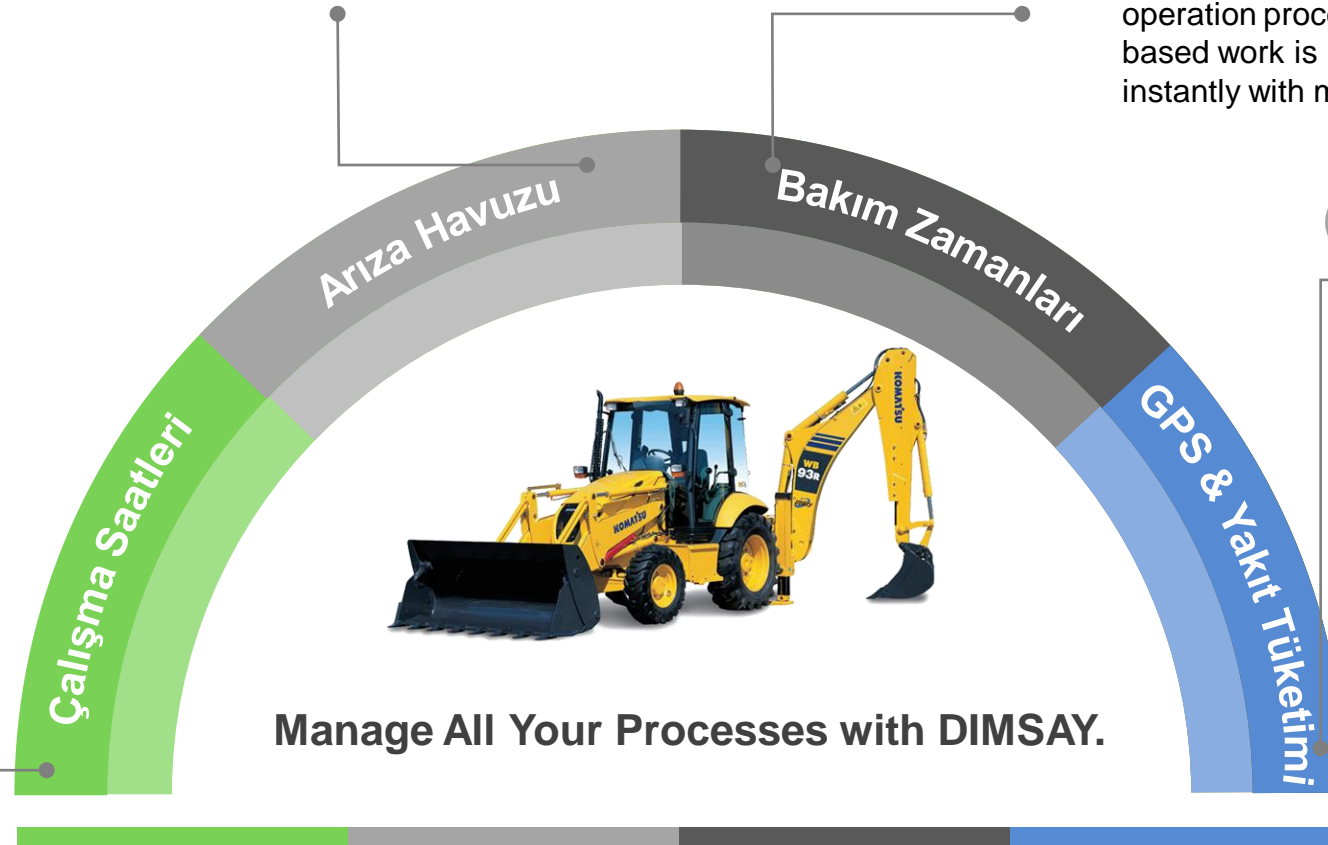 operation proc
based work is
instantly with m
Arıza Havuzu
Bakım Zamanları
Çalışma Saatleri
GPS & Yakıt Tüketimi
KOMATSU
WB
93R
KOMATSU
Manage All Your Processes with DIMSAY.